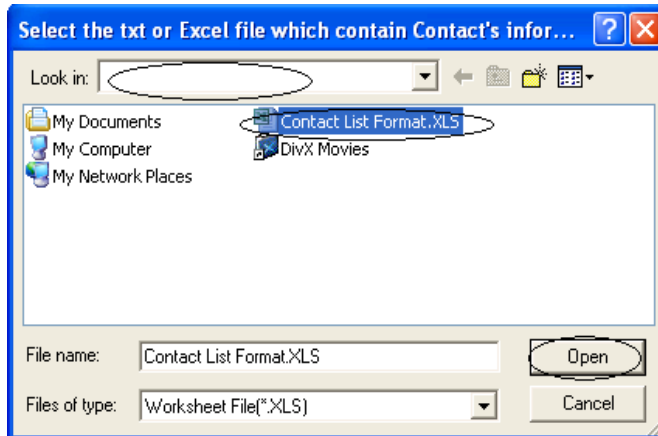 Select the txt or Excel file which contain Contact's infor...
Look in:
My Documents
Contact List Format.XLS
My Computer
DivX Movies
My Network Places
File name:
Contact List Format.XLS
Open
Files of type:
Worksheet File(*.XLS)
Cancel